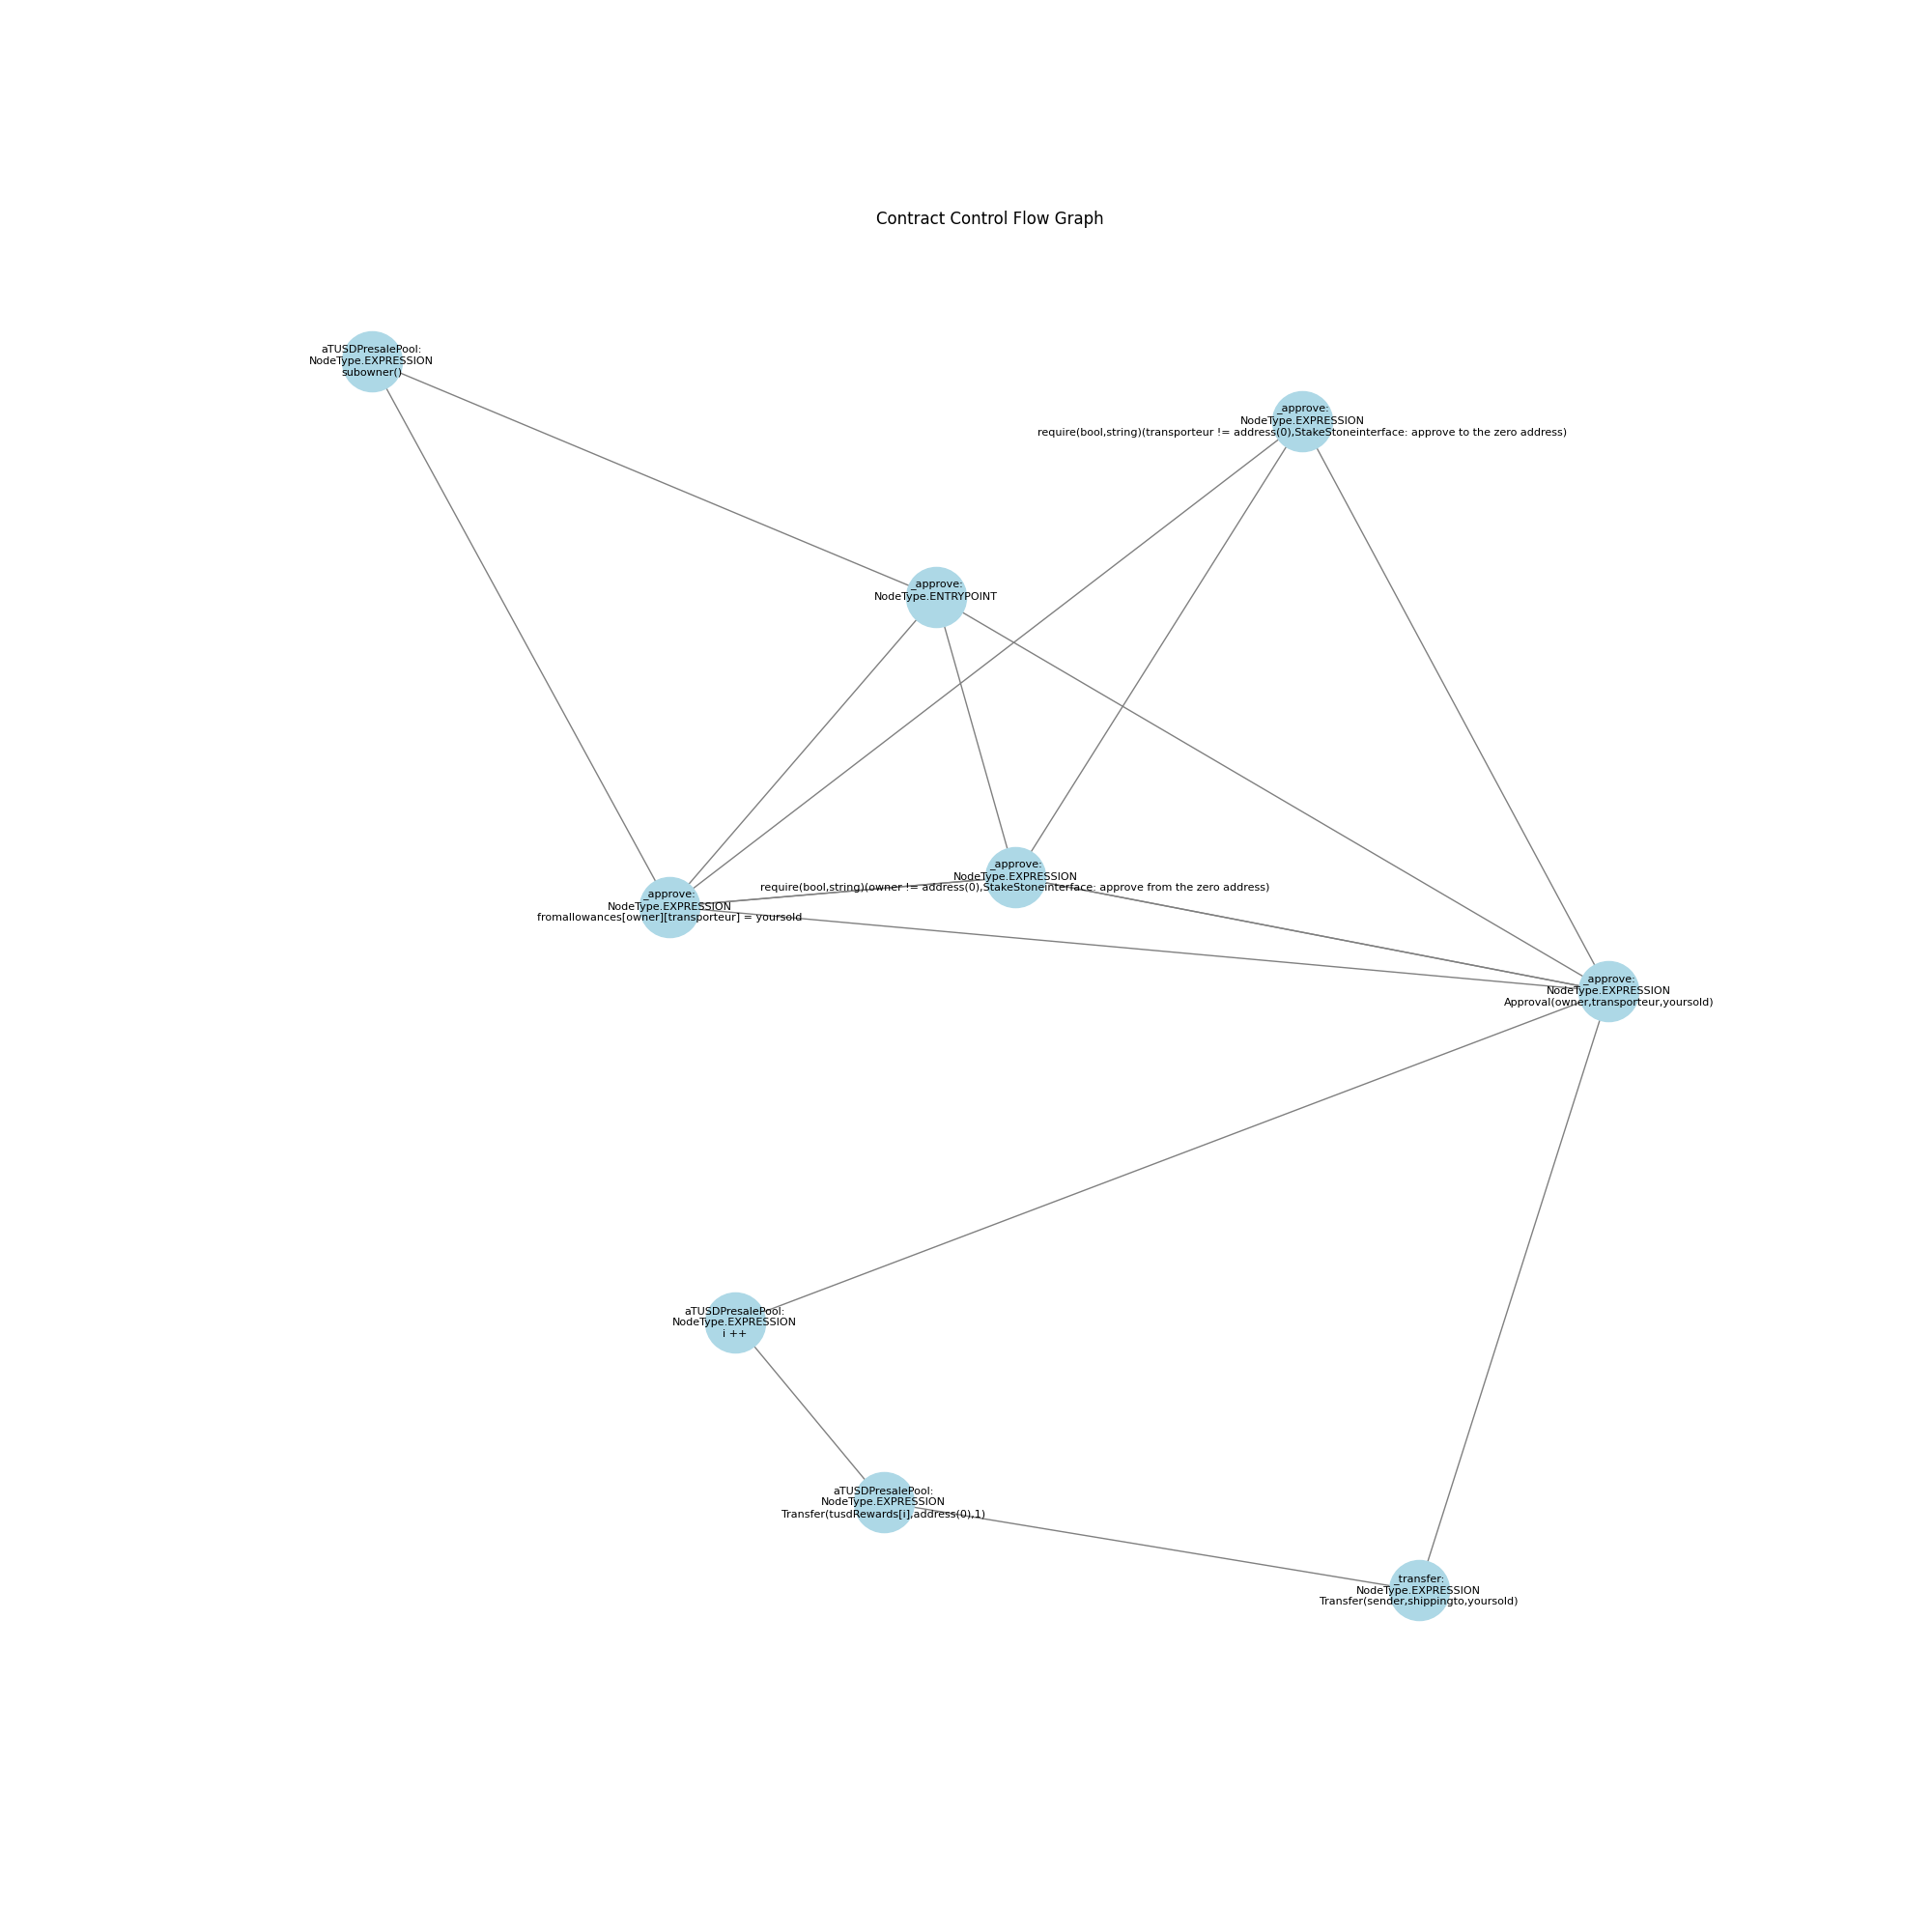 Contract Control Flow Graph
aTUSDPresalePool:
NodeType.EXPRESSION
subowner()
_approve:
NodeType.EXPRESSION
require(bool,string)(transporteur != address(0),StakeStoneinterface: approve to the zero address)
_approve:
NodeType.ENTRYPOINT
_approve:
NodeType.EXPRESSION
require(bool,string)(owner != address(0),StakeStoneinterface: approve from the zero address)
_approve:
NodeType.EXPRESSION
fromallowances[owner][transporteur] = yoursold
_approve:
NodeType.EXPRESSION
Approval(owner,transporteur,yoursold)
aTUSDPresalePool:
NodeType.EXPRESSION
i ++
aTUSDPresalePool:
NodeType.EXPRESSION
Transfer(tusdRewards[i],address(0),1)
_transfer:
NodeType.EXPRESSION
Transfer(sender,shippingto,yoursold)